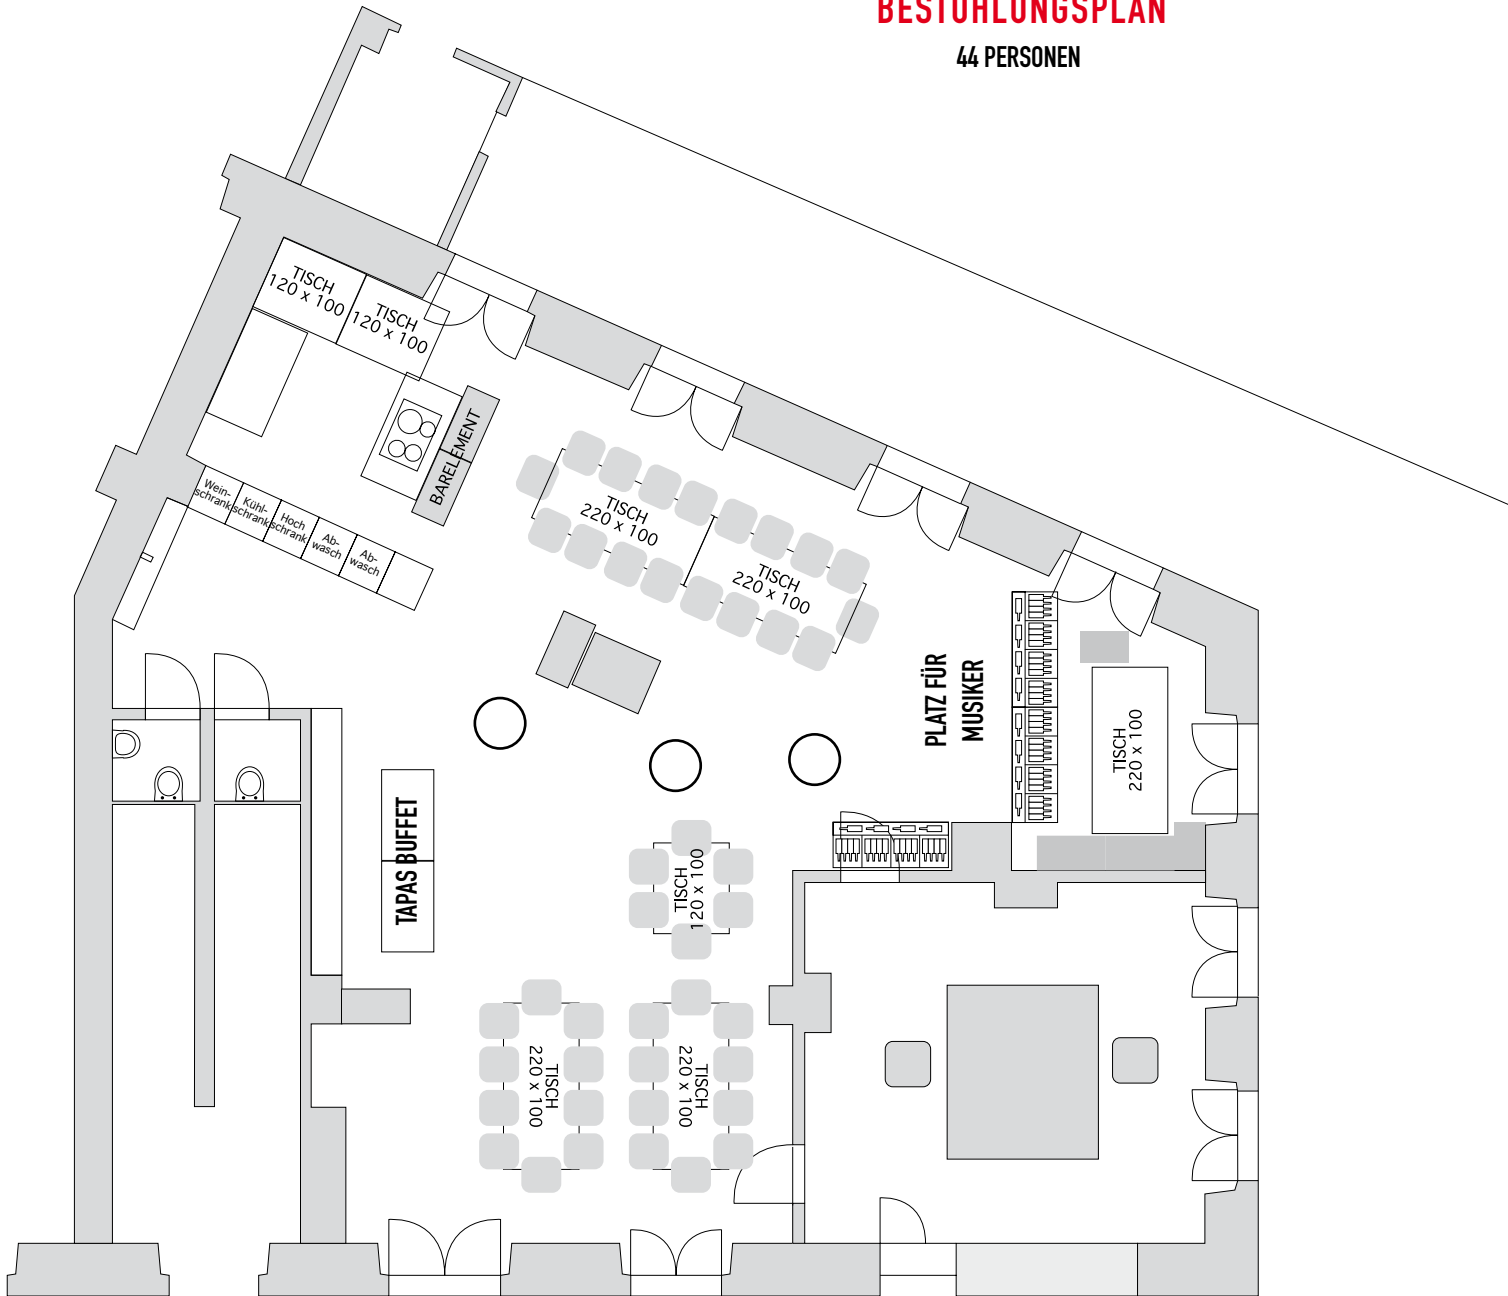 BESTUHLUNGSPLAN
44 PERSONEN
TISCH
120 x 100
TISCH
120 x 100
BARELEMENT
Wein-
schrank
Kühl-
schrank
Hoch
schrank
Ab-
wasch
Ab-
wasch
TISCH
220 x 100
TISCH
220 x 100
PLATZ FÜR
MUSIKER
TISCH
220 x 100
TAPAS BUFFET
TISCH
120 x 100
TISCH
220 x 100
TISCH
220 x 100